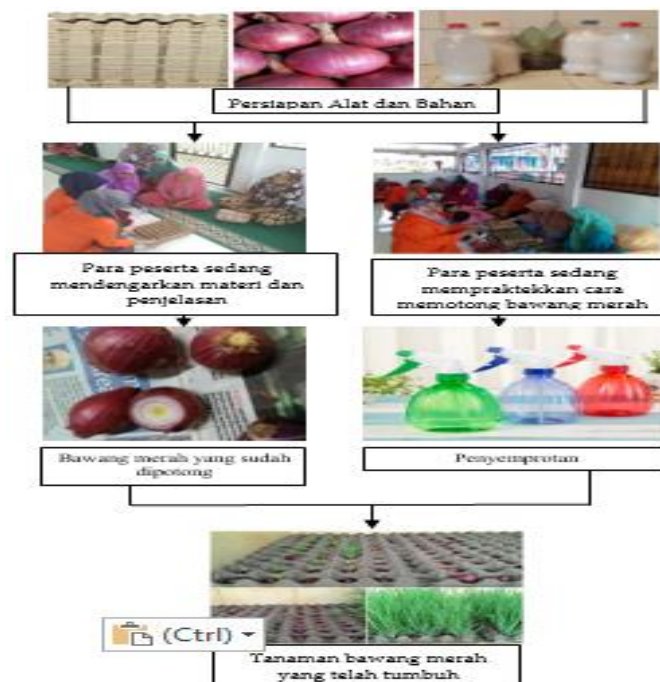 Persiapan Alat dan Bahan
Para peserta sedang
mendengarkan materi dan
penjelasan
Para peserta sedang
mempraktekkan cara
memotong bawang merah
Bawang merah yang sudah
dipotong
Penyemprotan
(Ctrl)
Tanaman bawang merah
yang telah tumbuh